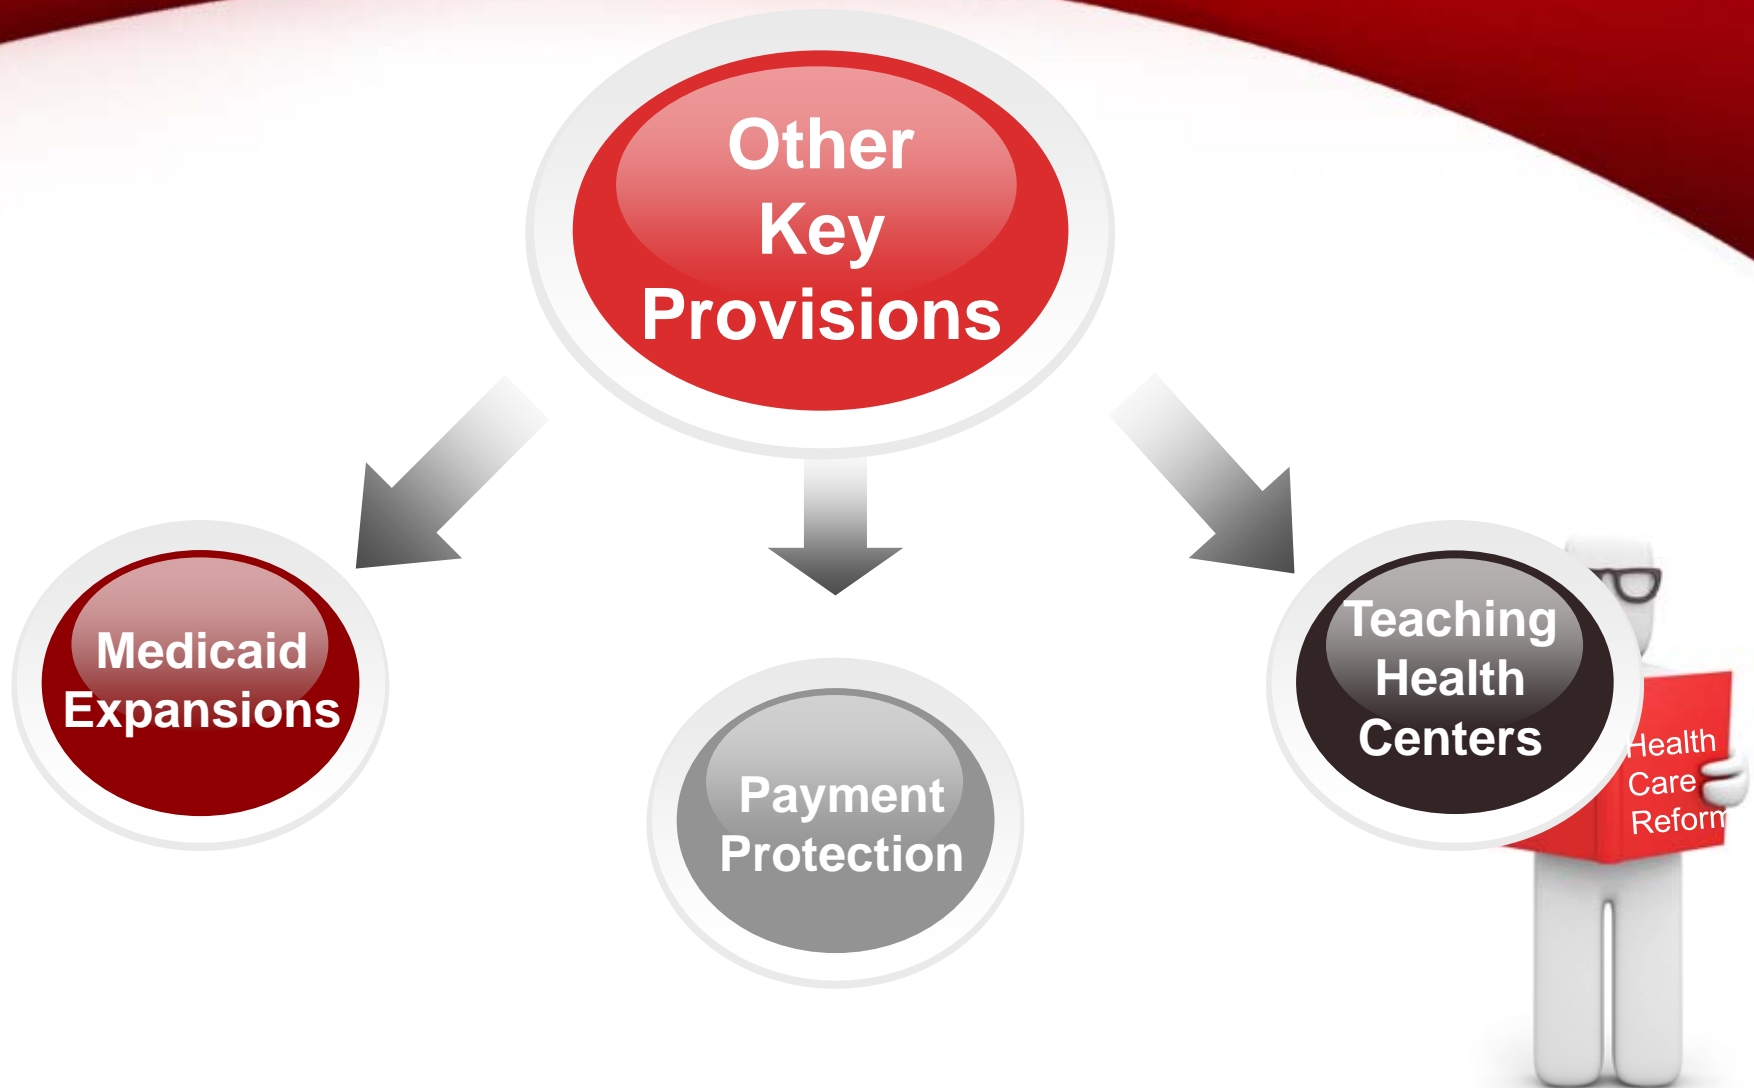 Other
Key
Provisions
Medicaid
Expansions
Payment
Protection
Teaching
Health
Centers
Health
Care
Reform